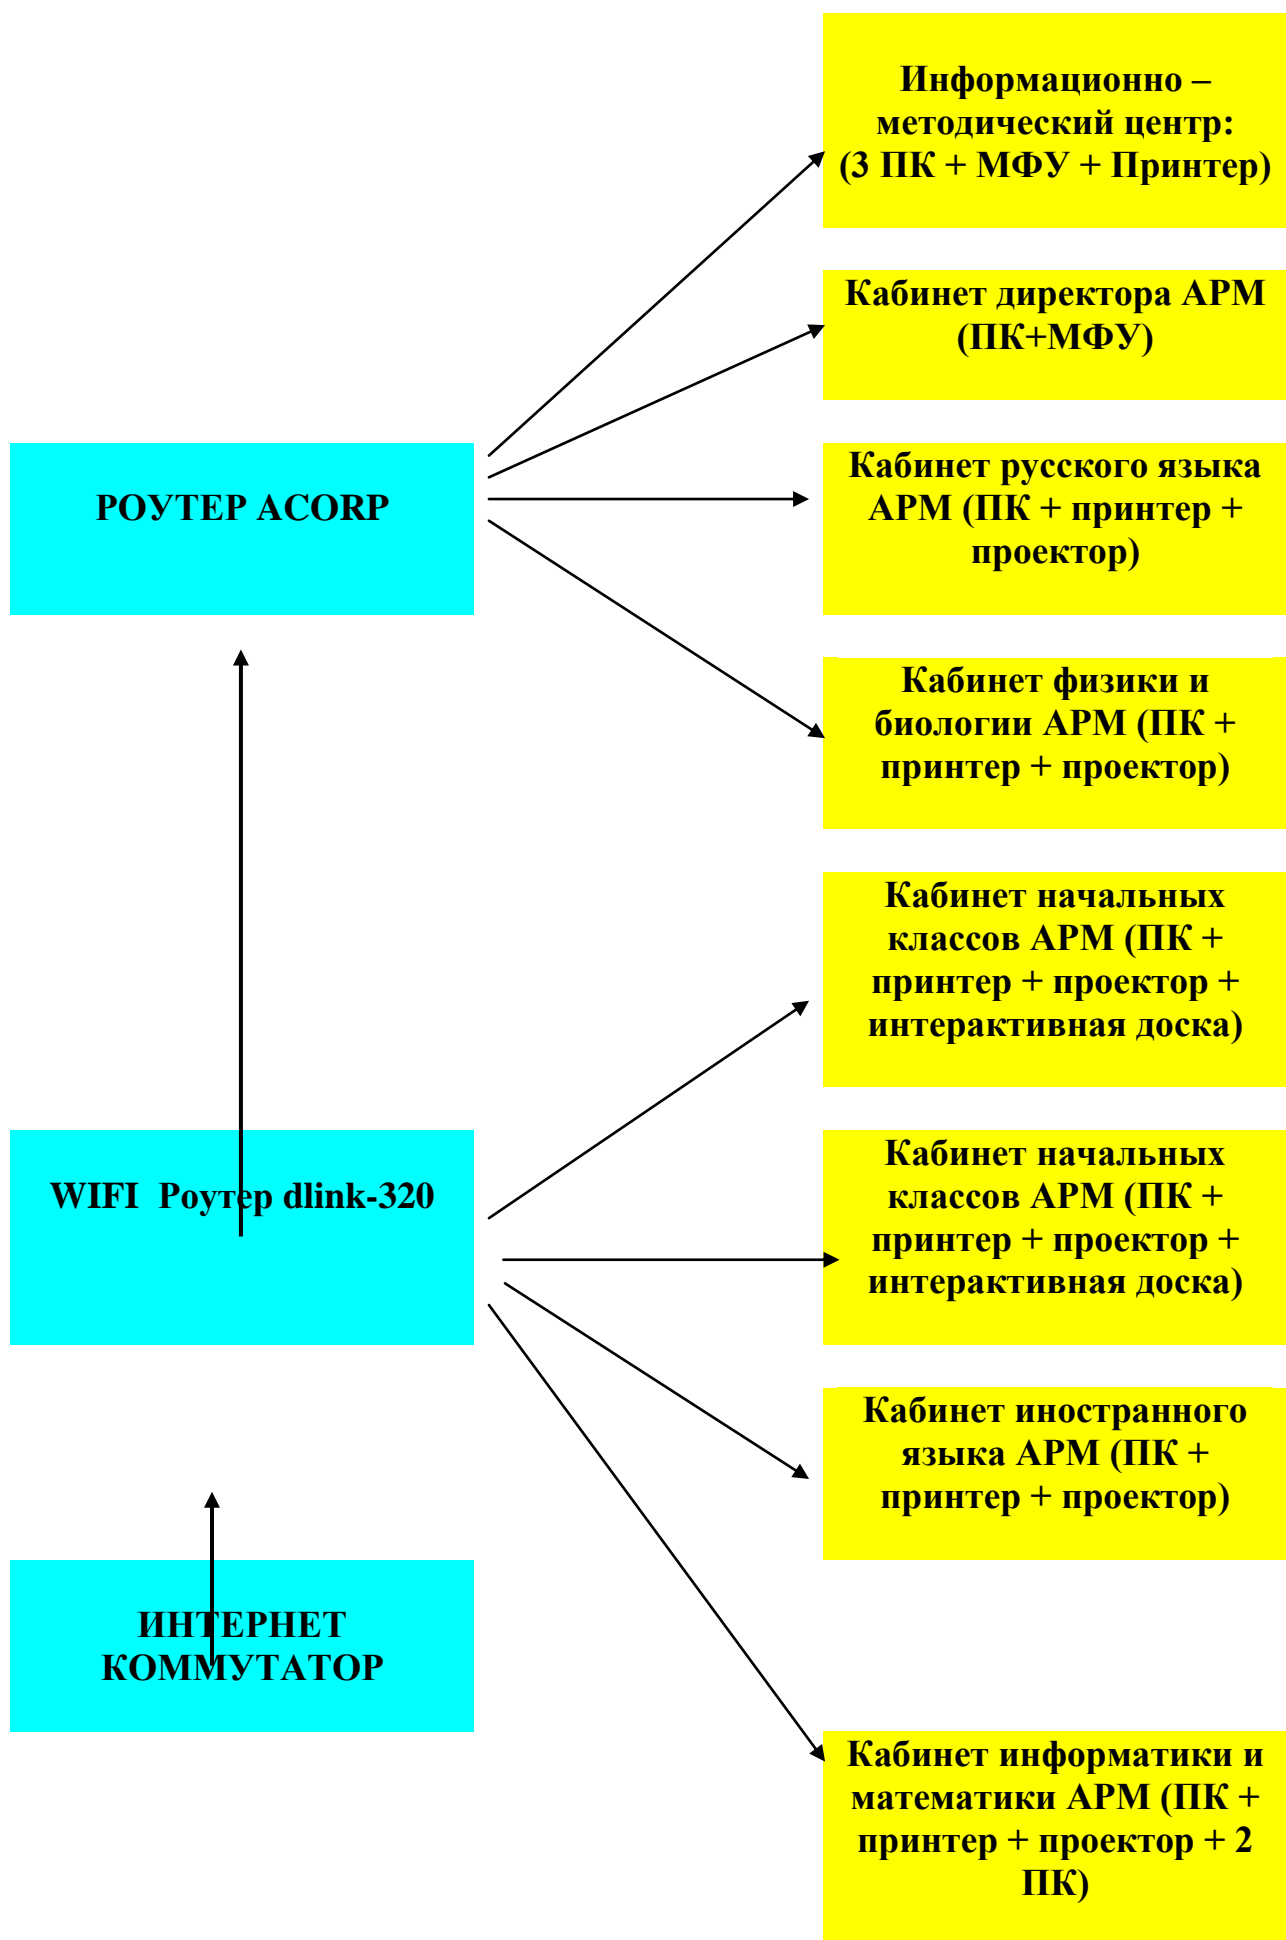 Информационно –
методический центр:
(3 ПК + МФУ + Принтер)
Кабинет директора АРМ
(ПК+МФУ)
РОУТЕР ACORP
Кабинет русского языка
АРМ (ПК + принтер +
проектор)
Кабинет физики и
биологии АРМ (ПК +
принтер + проектор)
Кабинет начальных
классов АРМ (ПК +
принтер + проектор +
интерактивная доска)
WIFI  Роутер dlink-320
Кабинет начальных
классов АРМ (ПК +
принтер + проектор +
интерактивная доска)
Кабинет иностранного
языка АРМ (ПК +
принтер + проектор)
ИНТЕРНЕТ
КОММУТАТОР
Кабинет информатики и
математики АРМ (ПК +
принтер + проектор + 2
ПК)